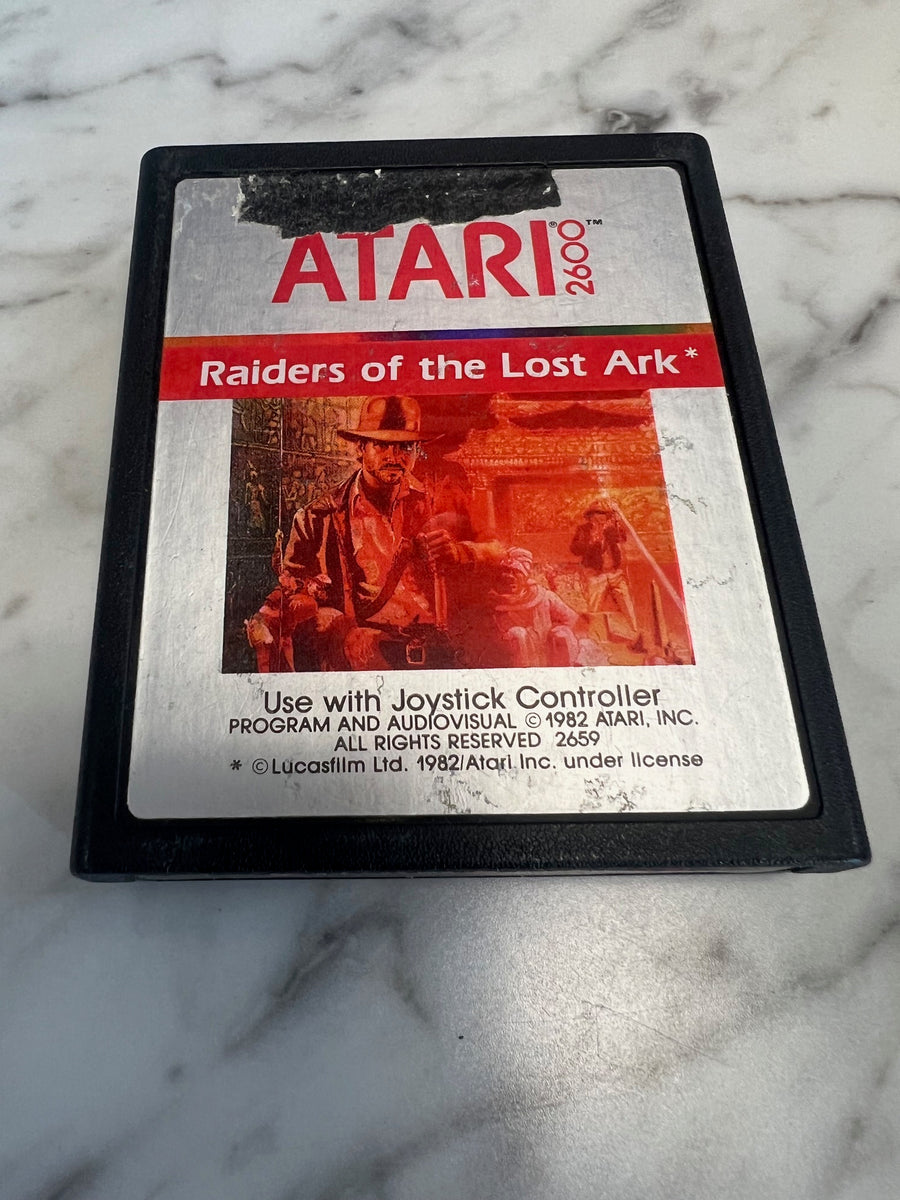 ATARI® 2600™
Raiders of the Lost Ark*
Use with Joystick Controller
PROGRAM AND AUDIOVISUAL © 1982 ATARI, INC.
ALL RIGHTS RESERVED 2659
* © Lucasfilm Ltd. 1982/Atari Inc. under license